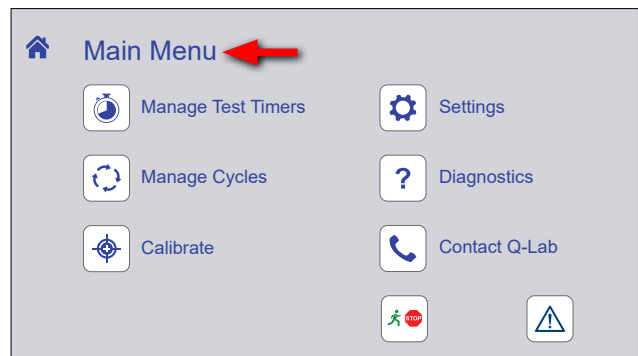 Main Menu
Manage Test Timers
Settings
Manage Cycles
? Diagnostics
Calibrate
Contact Q-Lab
STOP